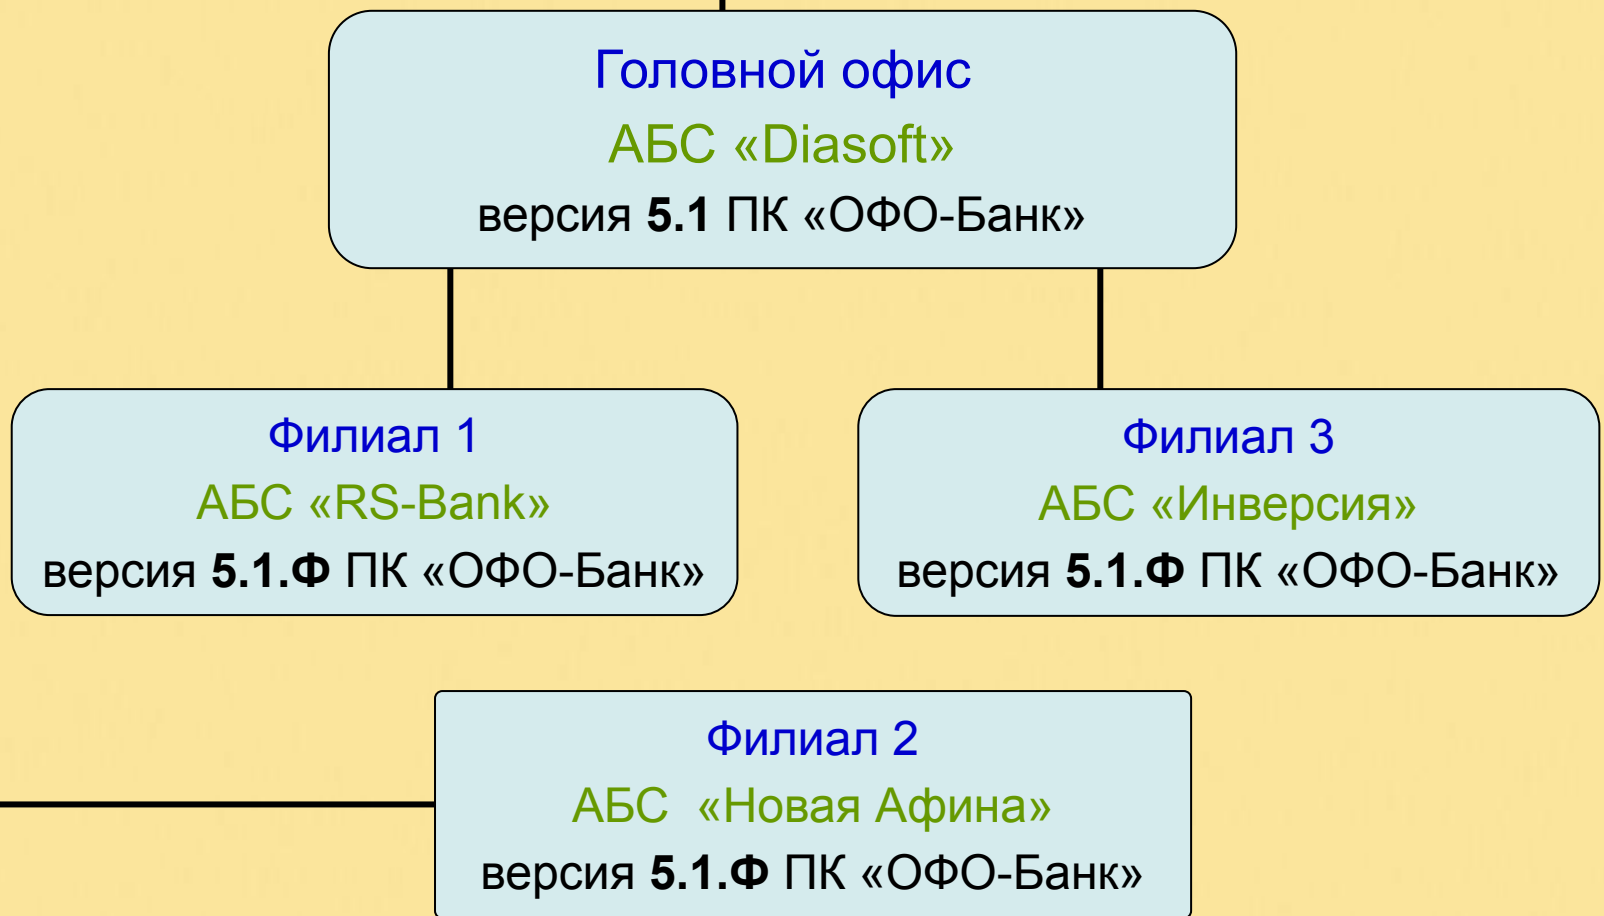 Головной офис
АБС «Diasoft»
версия 5.1 ПК «ОФО-Банк»
Филиал 1
АБС «RS-Bank»
версия 5.1.Ф ПК «ОФО-Банк»
Филиал 3
АБС «Инверсия»
версия 5.1.Ф ПК «ОФО-Банк»
Филиал 2
АБС «Новая Афина»
версия 5.1.Ф ПК «ОФО-Банк»